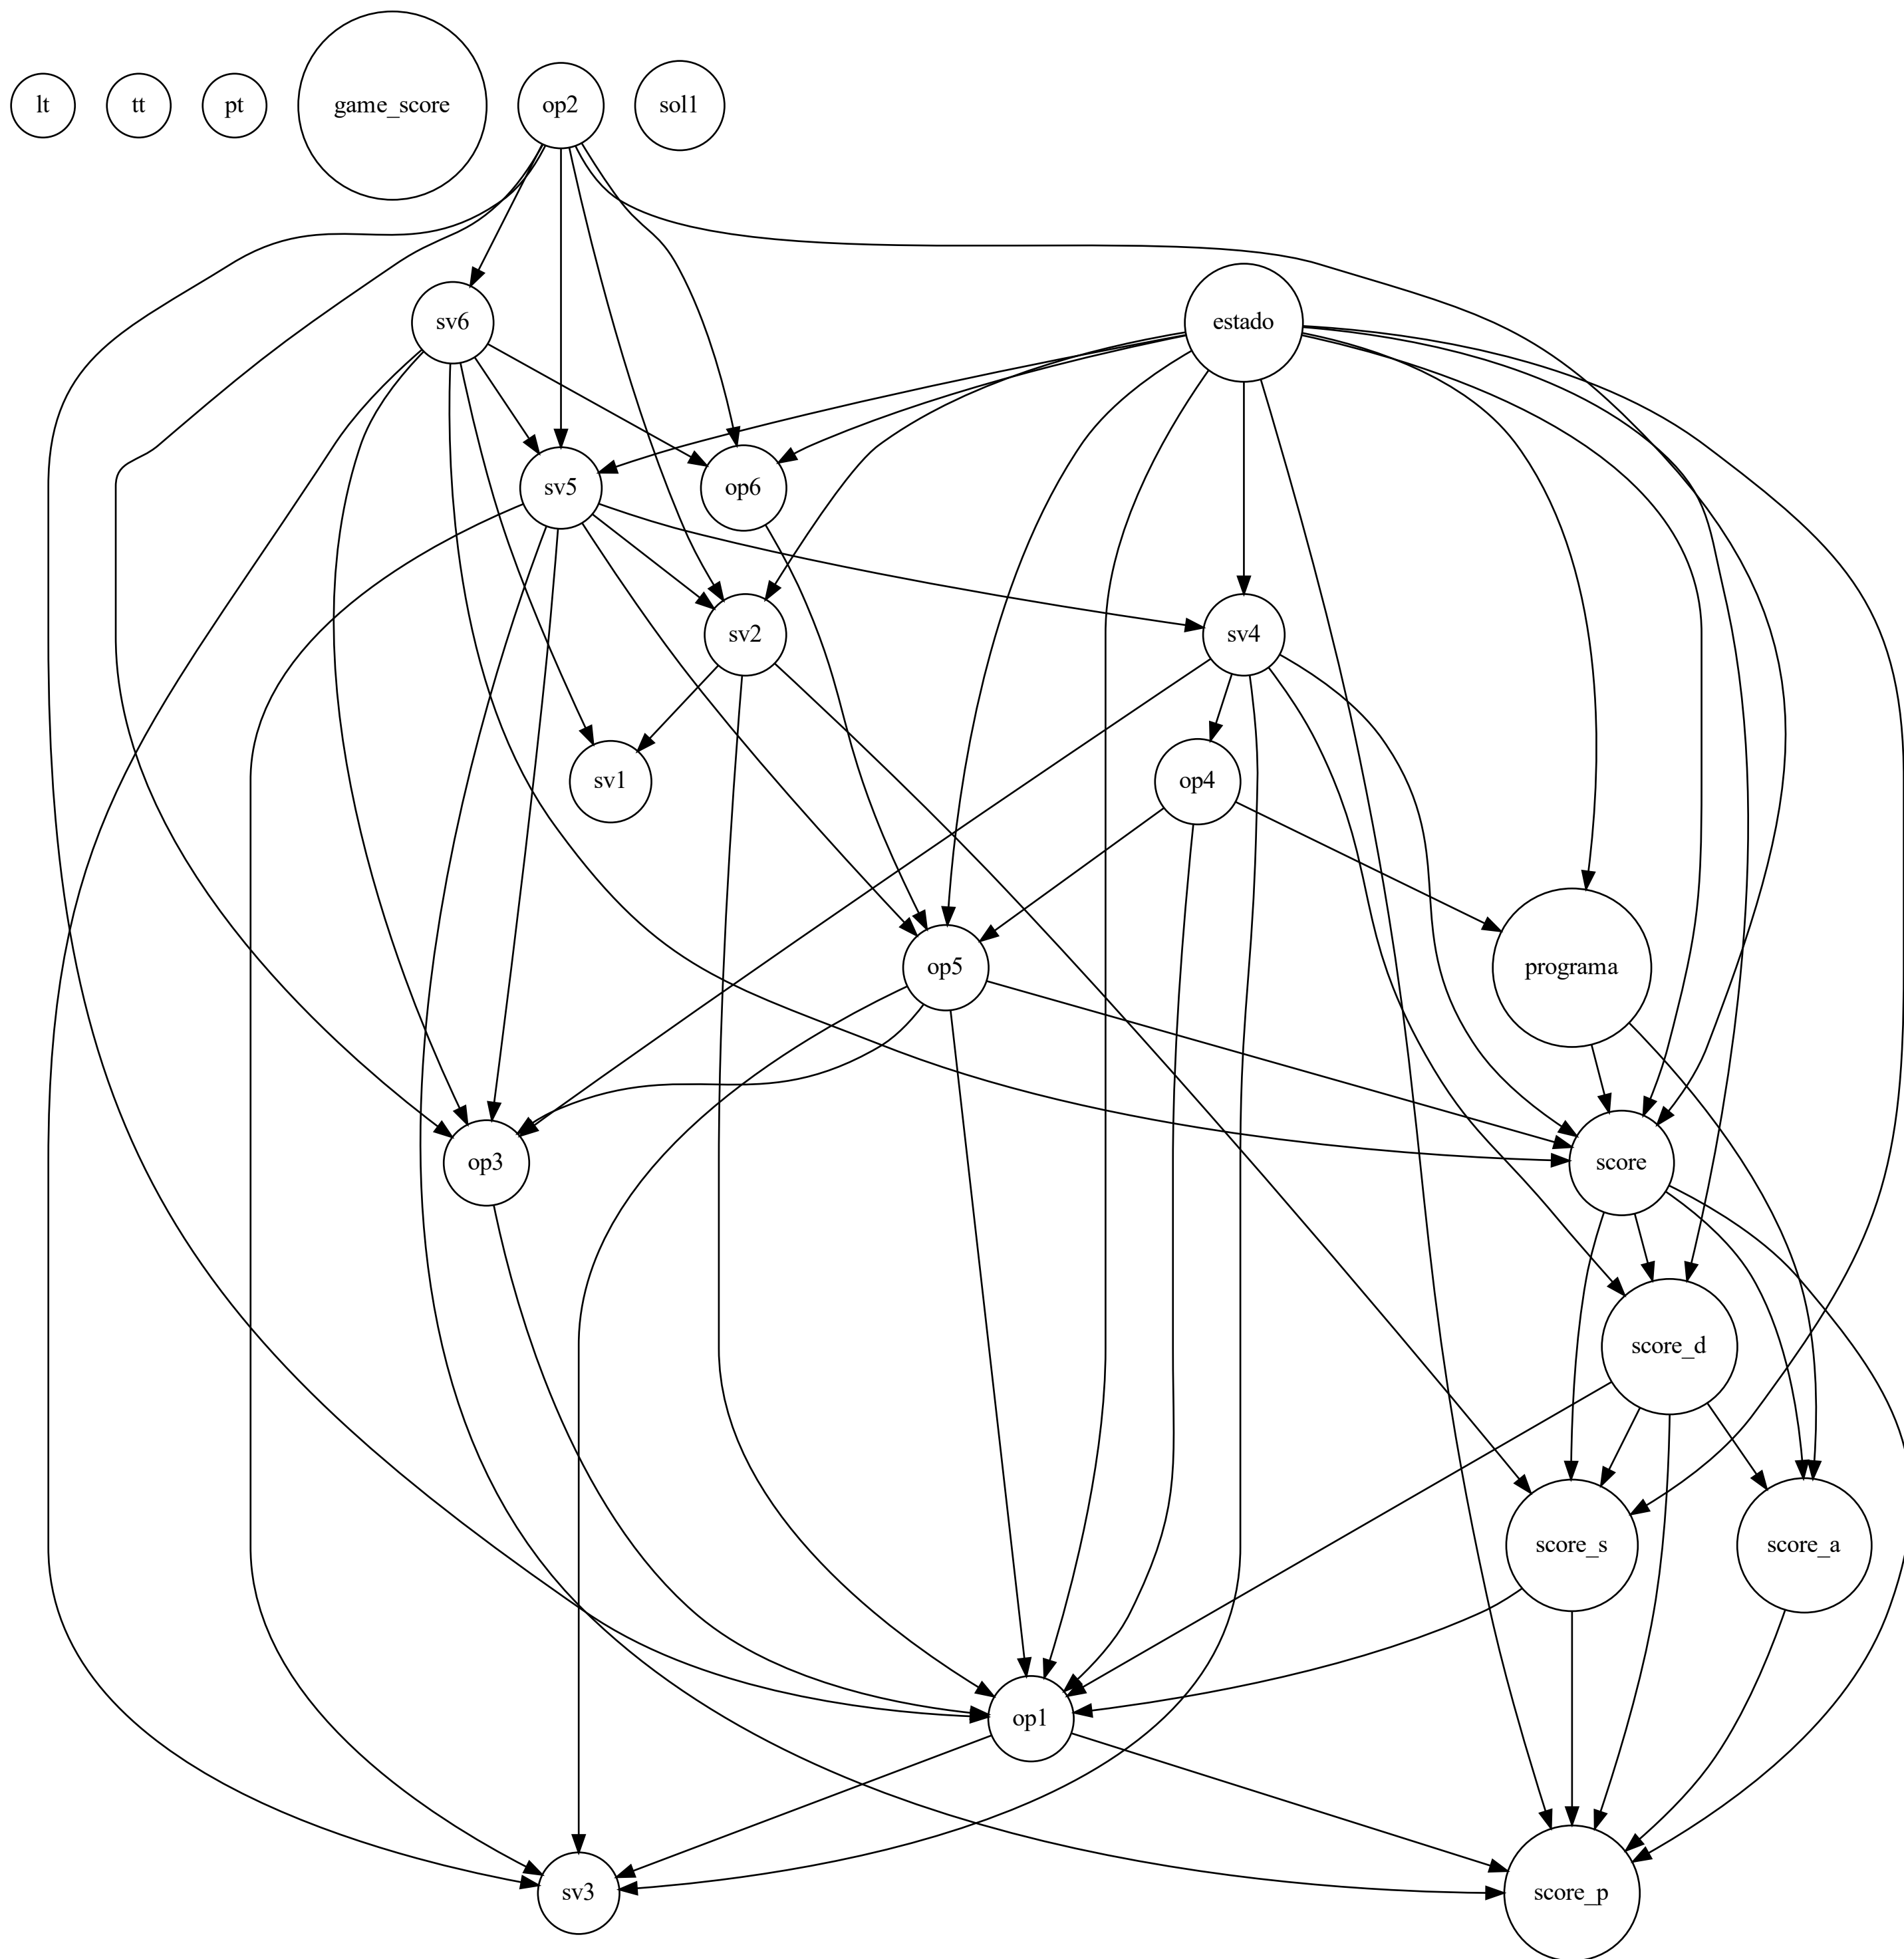 lt
tt
pt
game_score
op2
sol1
sv6
estado
sv5
op6
sv2
sv4
sv1
op4
op5
programa
op3
score
score_d
score_s
score_a
op1
sv3
score_p